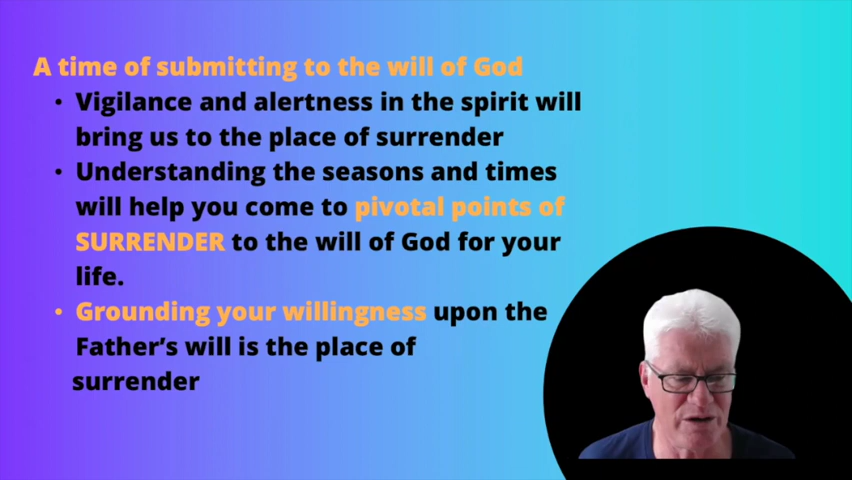 A time of submitting to the will of God
• Vigilance and alertness in the spirit will
bring us to the place of surrender
• Understanding the seasons and times
will help you come to pivotal points of
SURRENDER to the will of God for your
life.
• Grounding your willingness upon the
Father’s will is the place of
surrender